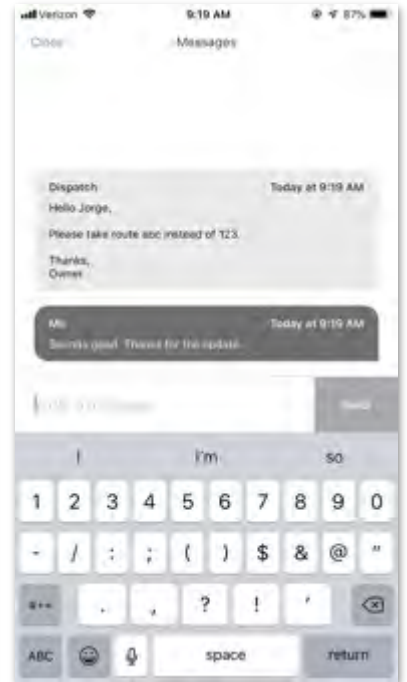 Verizon 9:19 AM 87%
Close Messages
Dispatch Today at 9:19 AM
Hello Jorge,
Please take route abc instead of 123.
Thanks,
Me Today at 9:19 AM
Sounds good. Thanks for the update.
Send
I I'm so
1 2 3 4 5 6 7 8 9 0
- / : ; ( ) $ & @ "
#+= . , ? ! '
ABC space return